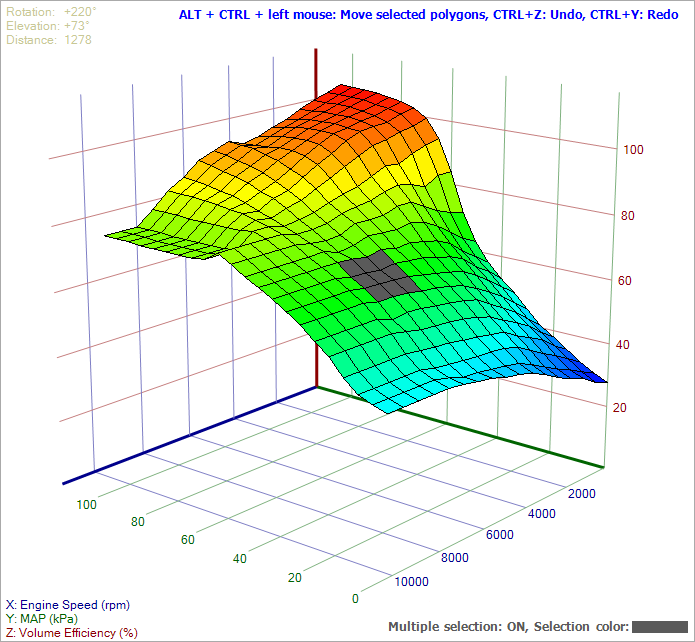 Rotation: +220°
Elevation: +73°
Distance: 1278
ALT + CTRL + left mouse: Move selected polygons, CTRL+Z: Undo, CTRL+Y: Redo
100
80
60
40
20
2000
4000
6000
8000
10000
100
80
60
40
20
0
X: Engine Speed (rpm)
Y: MAP (kPa)
Z: Volume Efficiency (%)
Multiple selection: ON, Selection color: